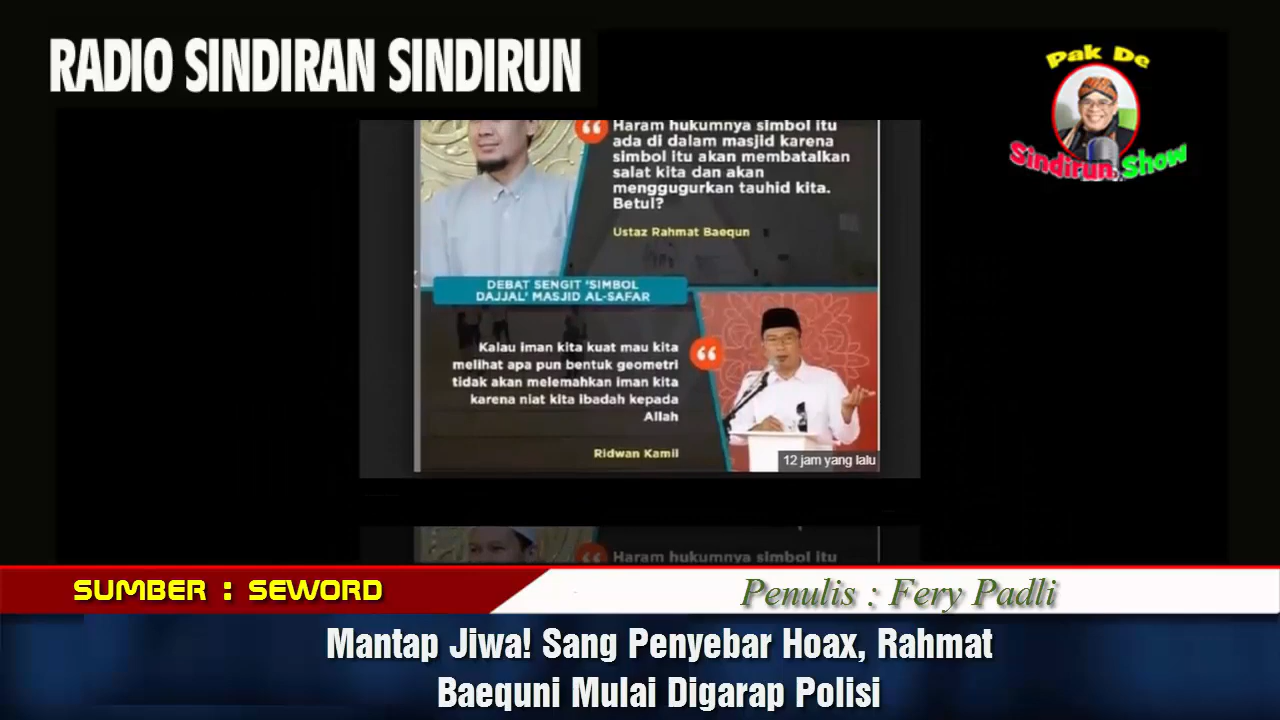 RADIO SINDIRAN SINDIRUN
Pak De
Sindirun Show
Haram hukumnya simbol itu
ada di dalam masjid karena
simbol itu akan membatalkan
salat kita dan akan
menggugurkan tauhid kita.
Betul?
Ustaz Rahmat Baequn
DEBAT SENGIT 'SIMBOL
DAJJAL' MASJID AL-SAFAR
Kalau iman kita kuat mau kita
melihat apa pun bentuk geometri
tidak akan melemahkan iman kita
karena niat kita ibadah kepada
Allah
Ridwan Kamil
12 jam yang lalu
Haram hukumnya simbol itu
SUMBER : SEWORD
Penulis : Fery Padli
Mantap Jiwa! Sang Penyebar Hoax, Rahmat
Baequni Mulai Digarap Polisi